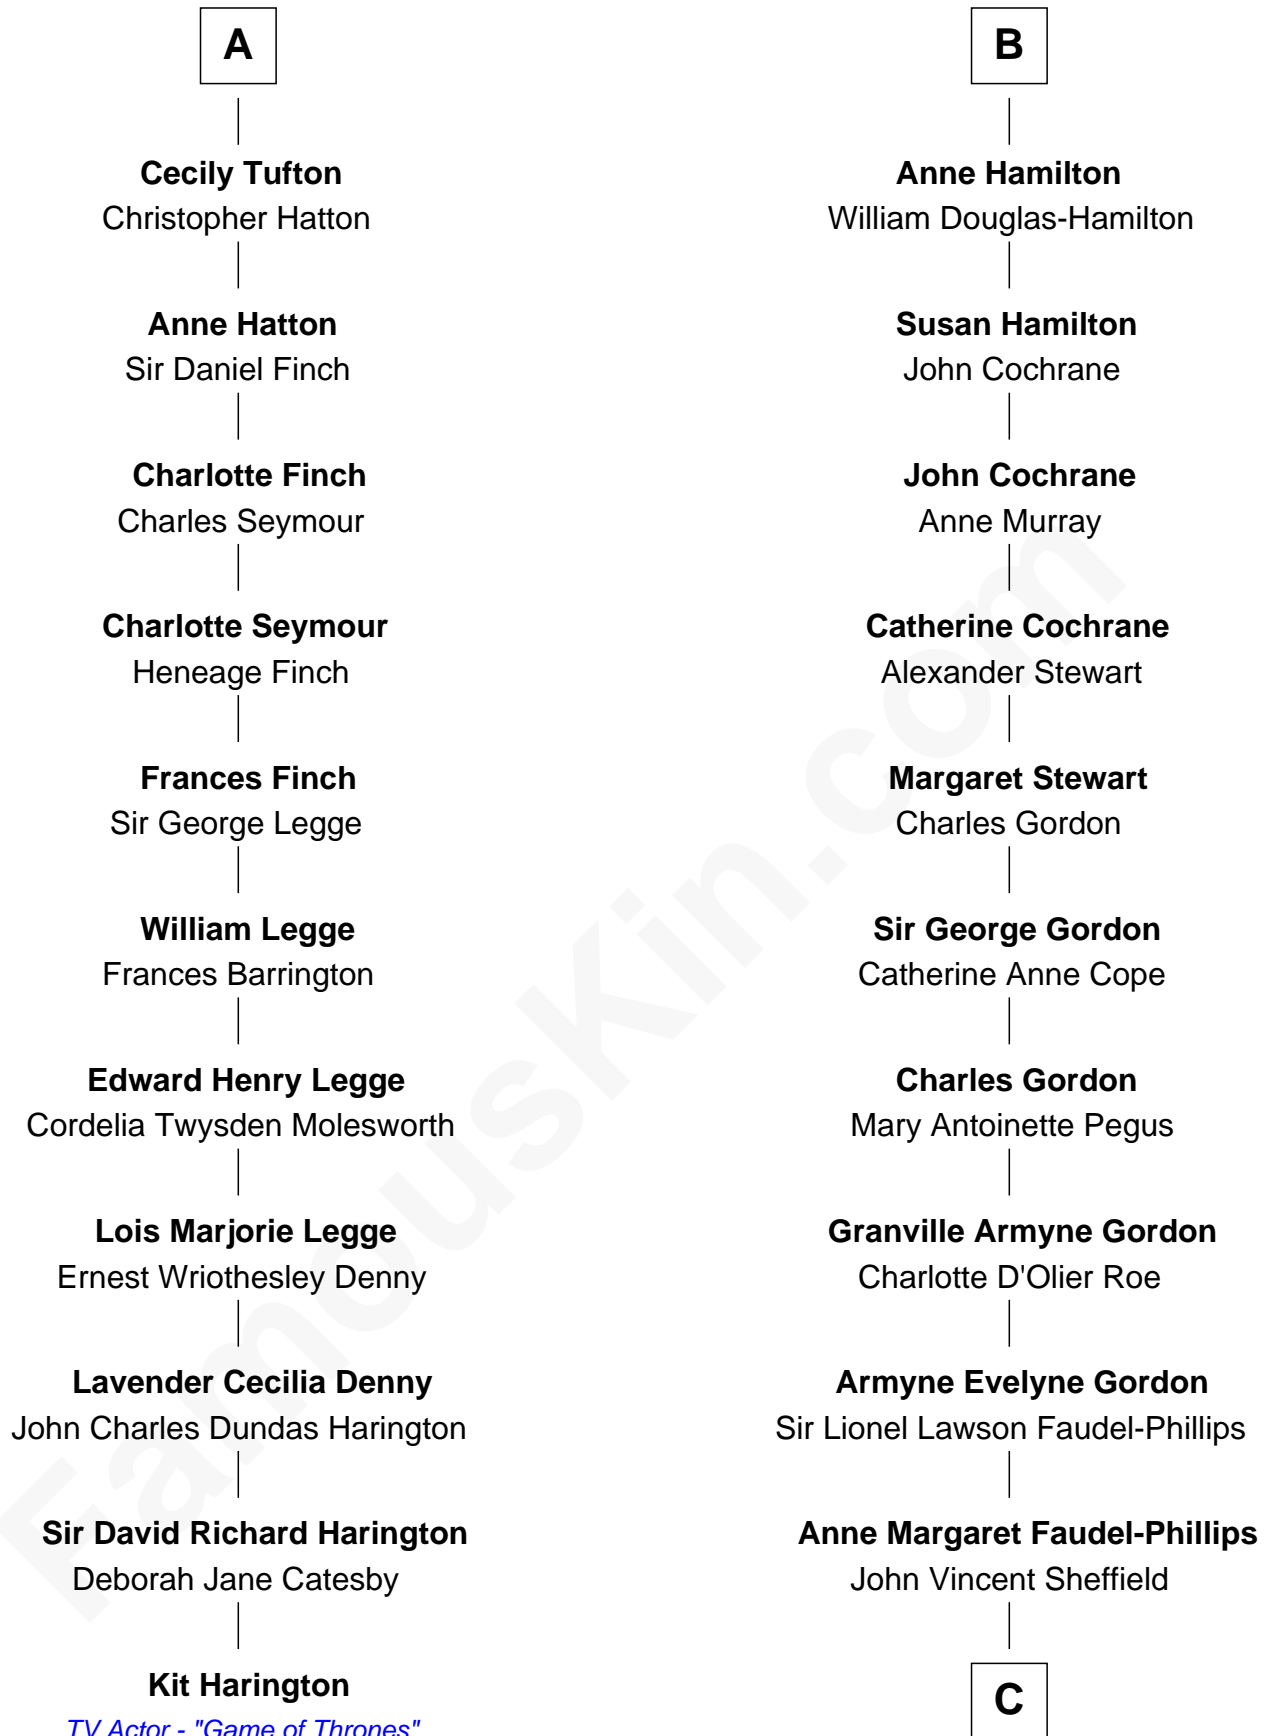 A
Cecily Tufton
Christopher Hatton
Anne Hatton
Sir Daniel Finch
Charlotte Finch
Charles Seymour
Charlotte Seymour
Heneage Finch
Frances Finch
Sir George Legge
William Legge
Frances Barrington
Edward Henry Legge
Cordelia Twysden Molesworth
Lois Marjorie Legge
Ernest Wriothesley Denny
Lavender Cecilia Denny
John Charles Dundas Harington
Sir David Richard Harington
Deborah Jane Catesby
Kit Harington
TV Actor - "Game of Thrones"
B
Anne Hamilton
William Douglas-Hamilton
Susan Hamilton
John Cochrane
John Cochrane
Anne Murray
Catherine Cochrane
Alexander Stewart
Margaret Stewart
Charles Gordon
Sir George Gordon
Catherine Anne Cope
Charles Gordon
Mary Antoinette Pegus
Granville Armyne Gordon
Charlotte D'Olier Roe
Armyne Evelyne Gordon
Sir Lionel Lawson Faudel-Phillips
Anne Margaret Faudel-Phillips
John Vincent Sheffield
C
FamousKin.com